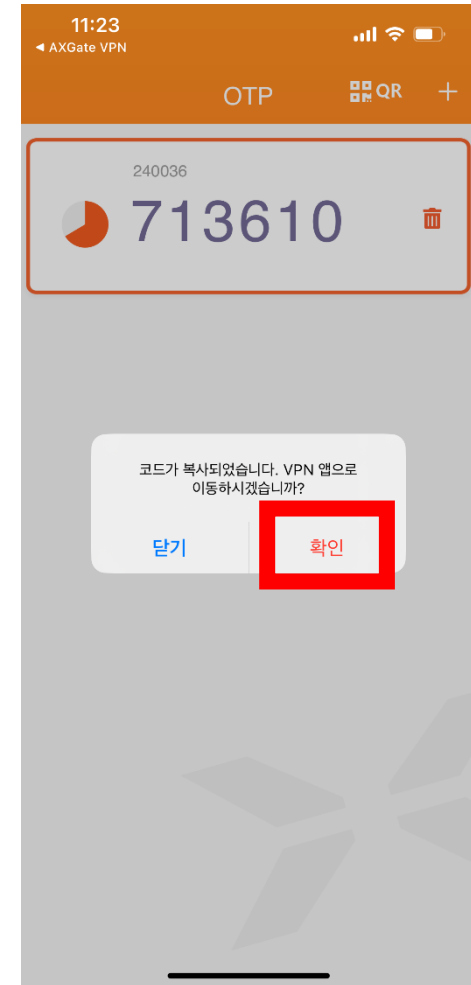 11:23
◀ AXGate VPN
OTP
QR
240036
713610
코드가 복사되었습니다. VPN 앱으로
이동하시겠습니까?
닫기
확인